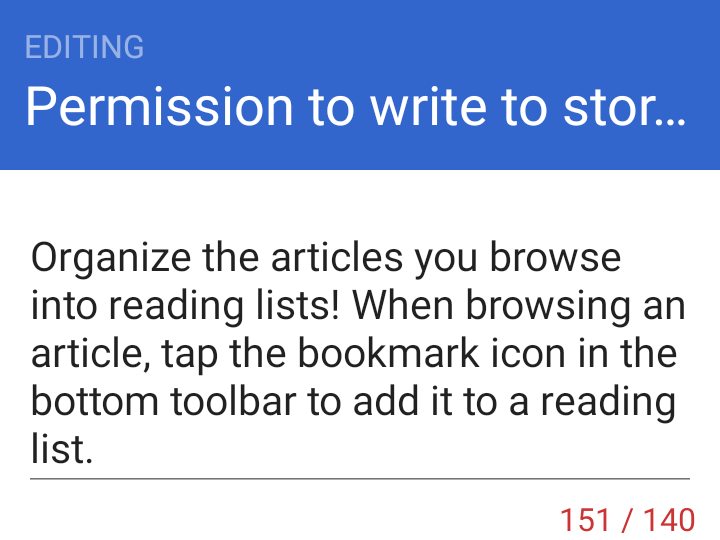 EDITING
Permission to write to stor...
Organize the articles you browse
into reading lists! When browsing an
article, tap the bookmark icon in the
bottom toolbar to add it to a reading
list.
151 / 140